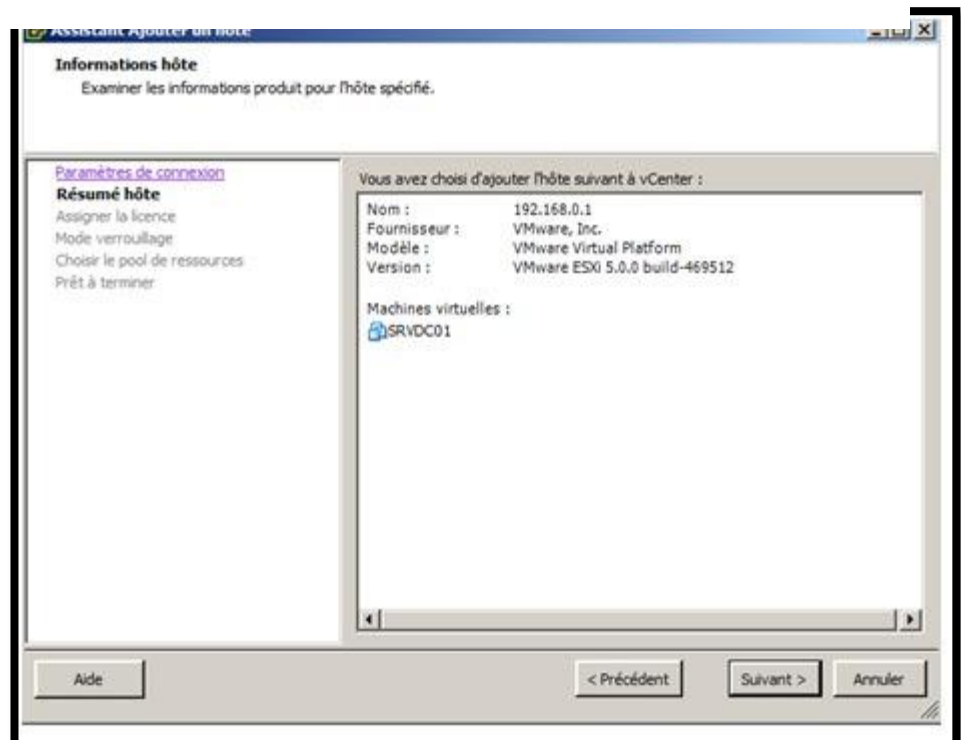 Assistant Ajouter un hôte
Informations hôte
Examiner les informations produit pour l'hôte spécifié.
Paramètres de connexion
Résumé hôte
Assigner la licence
Mode verrouillage
Choisir le pool de ressources
Prêt à terminer
Vous avez choisi d'ajouter l'hôte suivant à vCenter :
Nom : 192.168.0.1
Fournisseur : VMware, Inc.
Modèle : VMware Virtual Platform
Version : VMware ESXi 5.0.0 build-469512
Machines virtuelles :
SRVDC01
Aide
< Précédent
Suivant >
Annuler